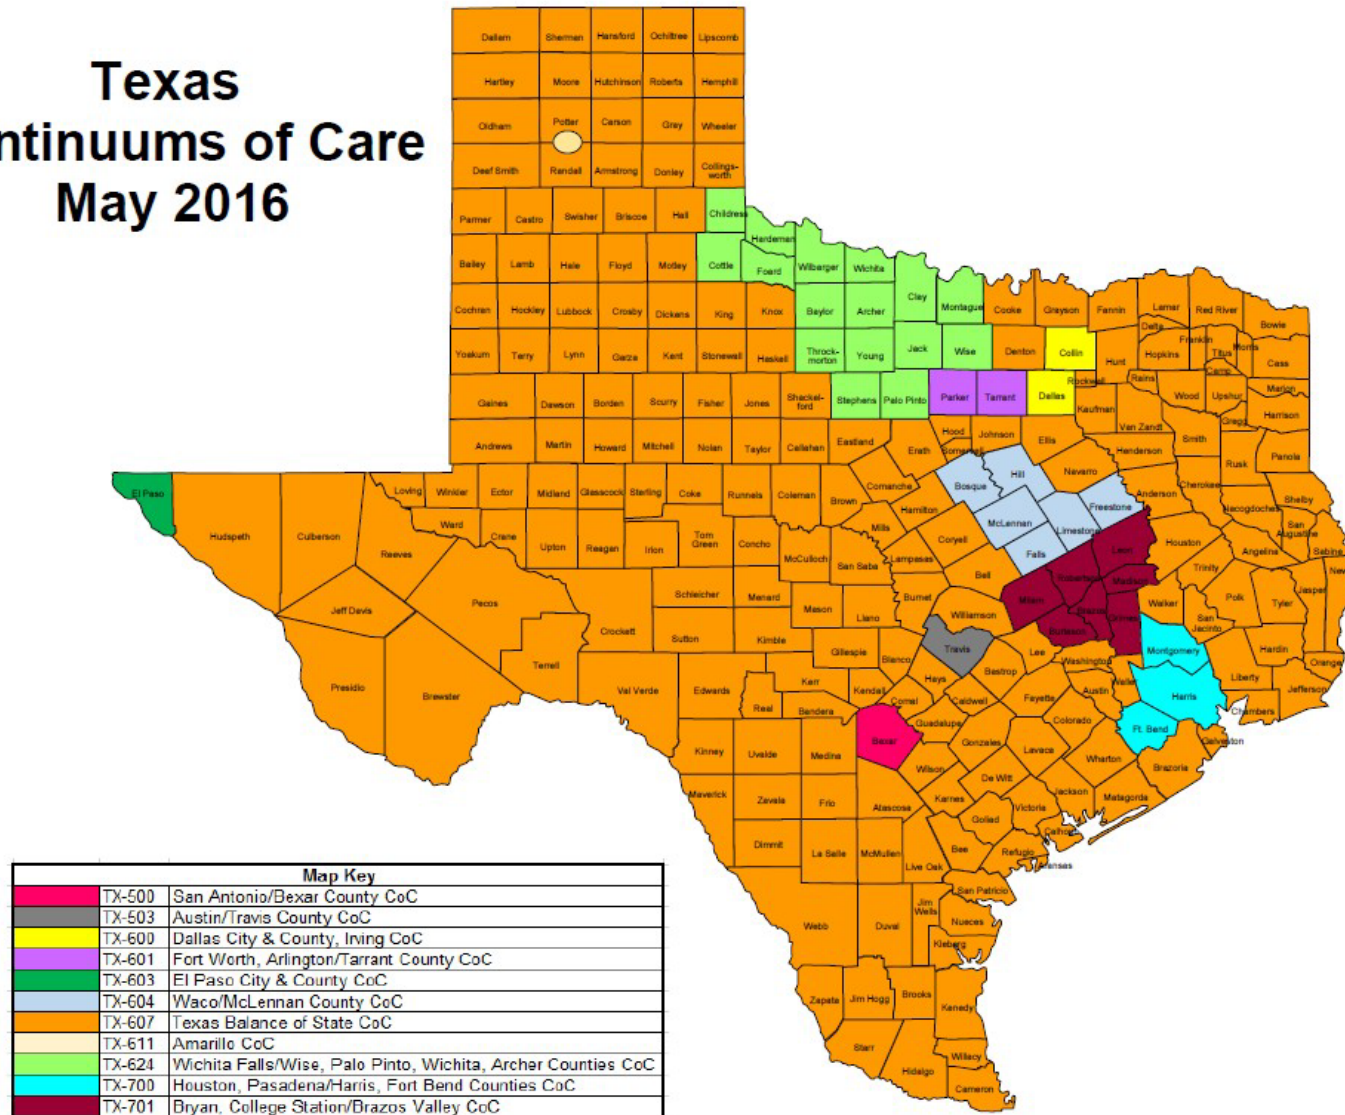 Texas
ntinuums of Care
May 2016
Dallam Sherman Hansford Ochiltree Lipscomb
Hartley Moore Hutchinson Roberts Hemphill
Oldham Potter Carson Grey Wheeler
Deaf Smith Randall Armstrong Donley Collings-
worth
Parmer Castro Swisher Briscoe Hall Childress
Hardeman
Bailey Lamb Hale Floyd Motley Cottle Foard Wilbarger Wichita
Clay
Cochran Hockley Lubbock Crosby Dickens King Knox Baylor Archer Montague Cooke Grayson Fannin Lamar Red River Bowie
Delta Franklin Titus Morris
Yoakum Terry Lynn Garza Kent Stonewall Haskell Throck-
morton Young Jack Wise Denton Collin Hunt Hopkins Camp Cass
Rockwall Rains Marion
Gaines Dawson Borden Scurry Fisher Jones Shackel-
ford Stephens Palo Pinto Parker Tarrant Dallas Kaufman Wood Upshur Harrison
Gregg
Andrews Martin Howard Mitchell Nolan Taylor Callahan Eastland Erath Hood Johnson Ellis Van Zandt Smith
Somervell Henderson Rusk Panola
El Paso Loving Winkler Ector Midland Glasscock Sterling Coke Runnels Coleman Brown Comanche Bosque Hill Navarro Anderson Cherokee Shelby
Hudspeth Culberson Reeves Ward Crane Upton Reagan Irion Tom
Green Concho McCulloch San Saba Mills Hamilton McLennan Limestone Freestone Nacogdoches San
Augustine
Lampasas Coryell Falls Leon Houston Angelina Sabine
Jeff Davis Pecos Schleicher Menard Mason Burnet Bell Robertson Madison Trinity New
Crockett Sutton Kimble Llano Williamson Milam Brazos Grimes Walker Polk Tyler Jasper
San
Jacinto
Terrell Gillespie Blanco Travis Lee Burleson Montgomery Hardin
Presidio Brewster Val Verde Edwards Kerr Kendall Hays Bastrop Washington Waller Liberty Orange
Real Bandera Comal Caldwell Fayette Austin Harris Jefferson
Kinney Uvalde Medina Bexar Guadalupe Gonzales Colorado Ft. Bend Chambers
Lavaca Galveston
Wilson De Witt Wharton Brazoria
Maverick Zavala Frio Atascosa Karnes Victoria Jackson Matagorda
Goliad
Dimmit La Salle McMullen Live Oak Bee Refugio Calhoun
Aransas
San Patricio
Webb Duval Jim
Wells Nueces
Kleberg
Zapata Jim Hogg Brooks Kenedy
Starr Hidalgo Willacy
Cameron
Map Key
TX-500 San Antonio/Bexar County CoC
TX-503 Austin/Travis County CoC
TX-600 Dallas City & County, Irving CoC
TX-601 Fort Worth, Arlington/Tarrant County CoC
TX-603 El Paso City & County CoC
TX-604 Waco/McLennan County CoC
TX-607 Texas Balance of State CoC
TX-611 Amarillo CoC
TX-624 Wichita Falls/Wise, Palo Pinto, Wichita, Archer Counties CoC
TX-700 Houston, Pasadena/Harris, Fort Bend Counties CoC
TX-701 Bryan, College Station/Brazos Valley CoC